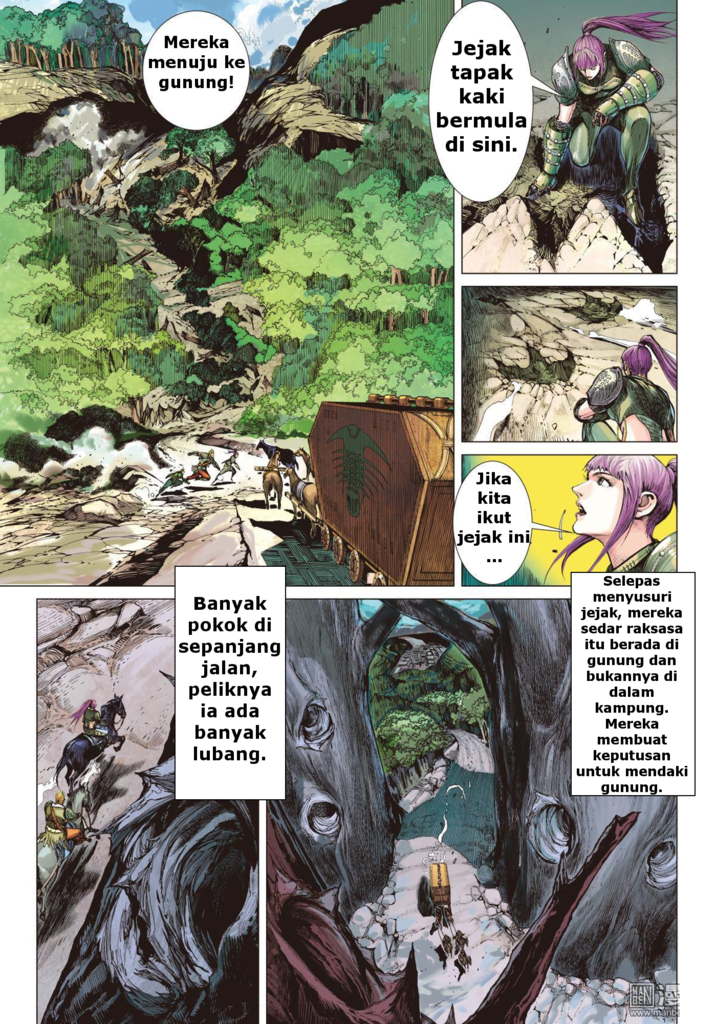 Mereka
menuju ke
gunung!
Jejak
tapak
kaki
bermula
di sini.
Jika
kita
ikut
jejak ini
...
Selepas
menyusuri
jejak, mereka
sedar raksasa
itu berada di
gunung dan
bukannya di
dalam
kampung.
Mereka
membuat
keputusan
untuk mendaki
gunung.
Banyak
pokok di
sepanjang
jalan,
peliknya
ia ada
banyak
lubang.